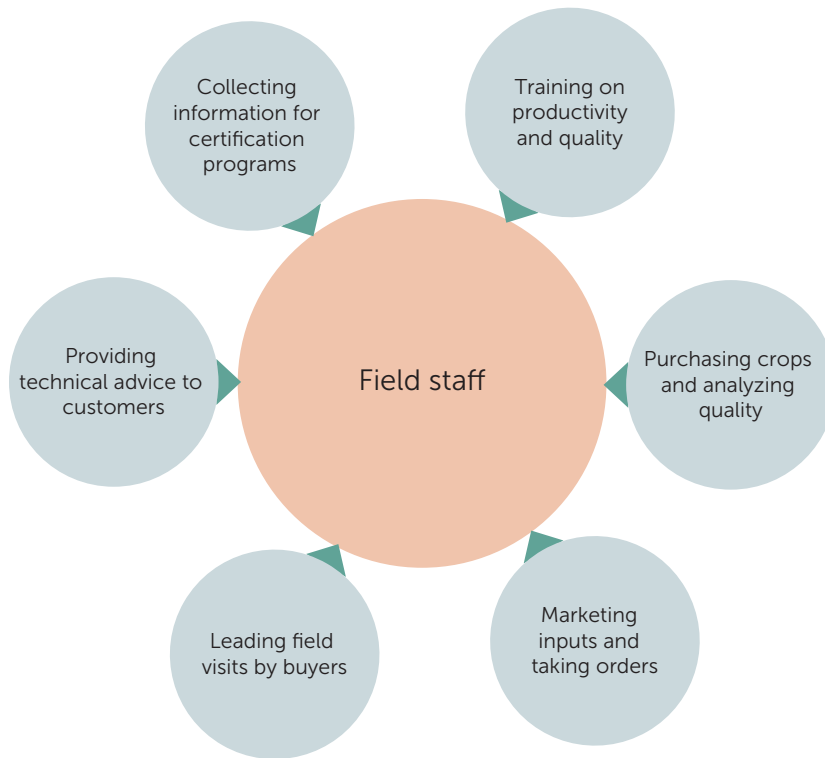 Collecting
information for
certification
programs
Training on
productivity
and quality
Providing
technical advice to
customers
Field staff
Purchasing crops
and analyzing
quality
Leading field
visits by buyers
Marketing
inputs and
taking orders